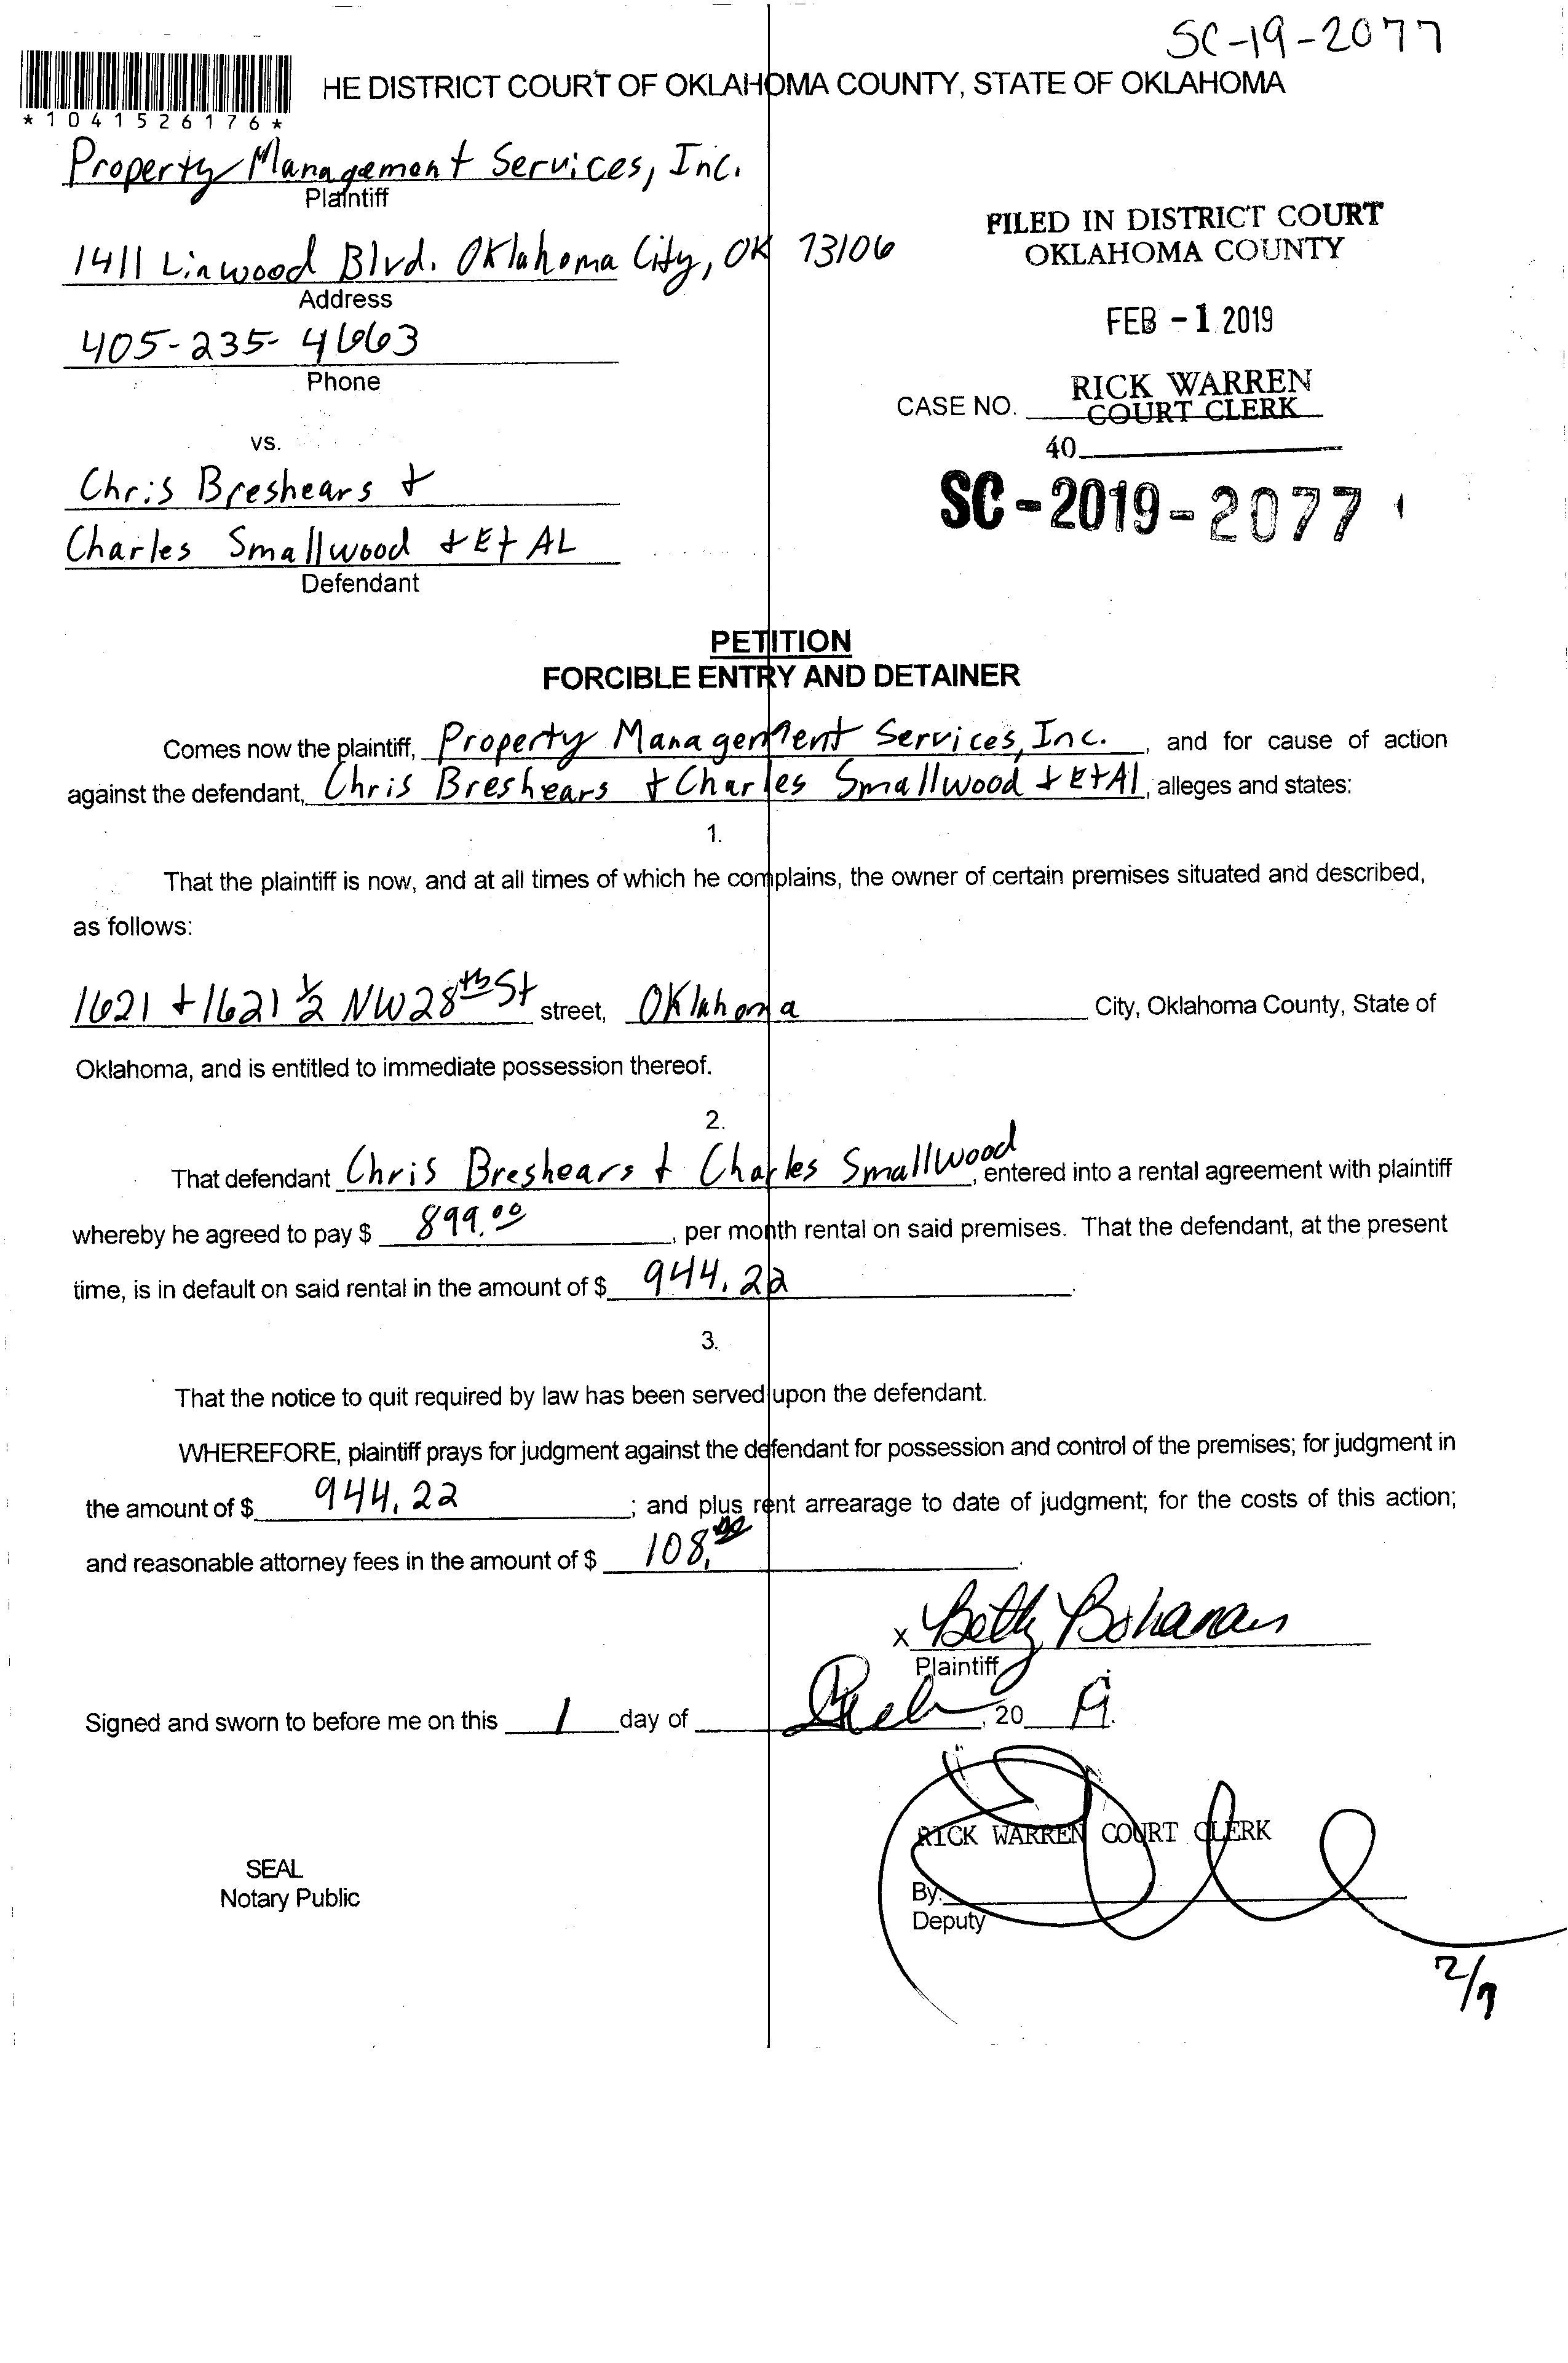 SC-19-2077
HE DISTRICT COURT OF OKLAHOMA COUNTY, STATE OF OKLAHOMA
*1041526176*
Property Management Services, Inc.
Plaintiff
FILED IN DISTRICT COURT
OKLAHOMA COUNTY
1411 Linwood Blvd. Oklahoma City, OK 73106
Address
FEB - 1 2019
405-235-4663
Phone
RICK WARREN
CASE NO. COURT CLERK
40
vs.
Chris Breshears +
SC-2019-2077
Charles Smallwood + Et AL
Defendant
PETITION
FORCIBLE ENTRY AND DETAINER
Comes now the plaintiff, Property Management Services, Inc. , and for cause of action
against the defendant, Chris Breshears + Charles Smallwood + Et Al, alleges and states:
1.
That the plaintiff is now, and at all times of which he complains, the owner of certain premises situated and described,
as follows:
1621 + 1621 ½ NW 28th St street, Oklahoma City, Oklahoma County, State of
Oklahoma, and is entitled to immediate possession thereof.
2.
That defendant Chris Breshears + Charles Smallwood, entered into a rental agreement with plaintiff
whereby he agreed to pay $ 899.00, per month rental on said premises. That the defendant, at the present
time, is in default on said rental in the amount of $ 944.22.
3.
That the notice to quit required by law has been served upon the defendant.
WHEREFORE, plaintiff prays for judgment against the defendant for possession and control of the premises; for judgment in
the amount of $ 944.22; and plus rent arrearage to date of judgment; for the costs of this action;
and reasonable attorney fees in the amount of $ 108.00.
x Betty Bohanan
Plaintiff
Signed and sworn to before me on this 1 day of Feb, 20 19.
RICK WARREN COURT CLERK
SEAL
Notary Public
By:
Deputy
2/7